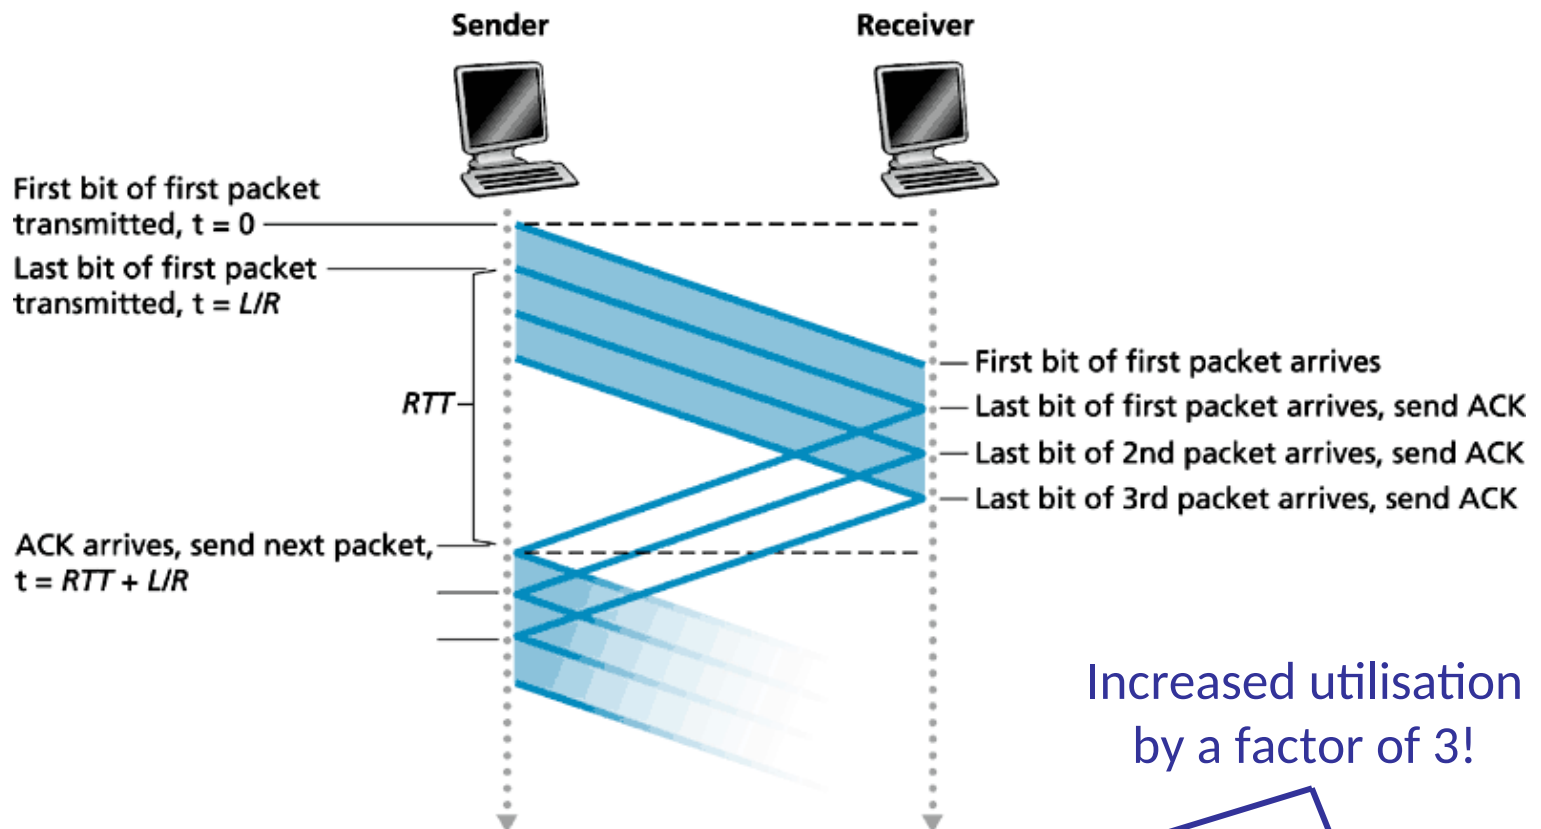 Sender
Receiver
First bit of first packet
transmitted, t = 0
Last bit of first packet
transmitted, t = L/R
RTT
First bit of first packet arrives
Last bit of first packet arrives, send ACK
Last bit of 2nd packet arrives, send ACK
Last bit of 3rd packet arrives, send ACK
ACK arrives, send next packet,
t = RTT + L/R
Increased utilisation
by a factor of 3!